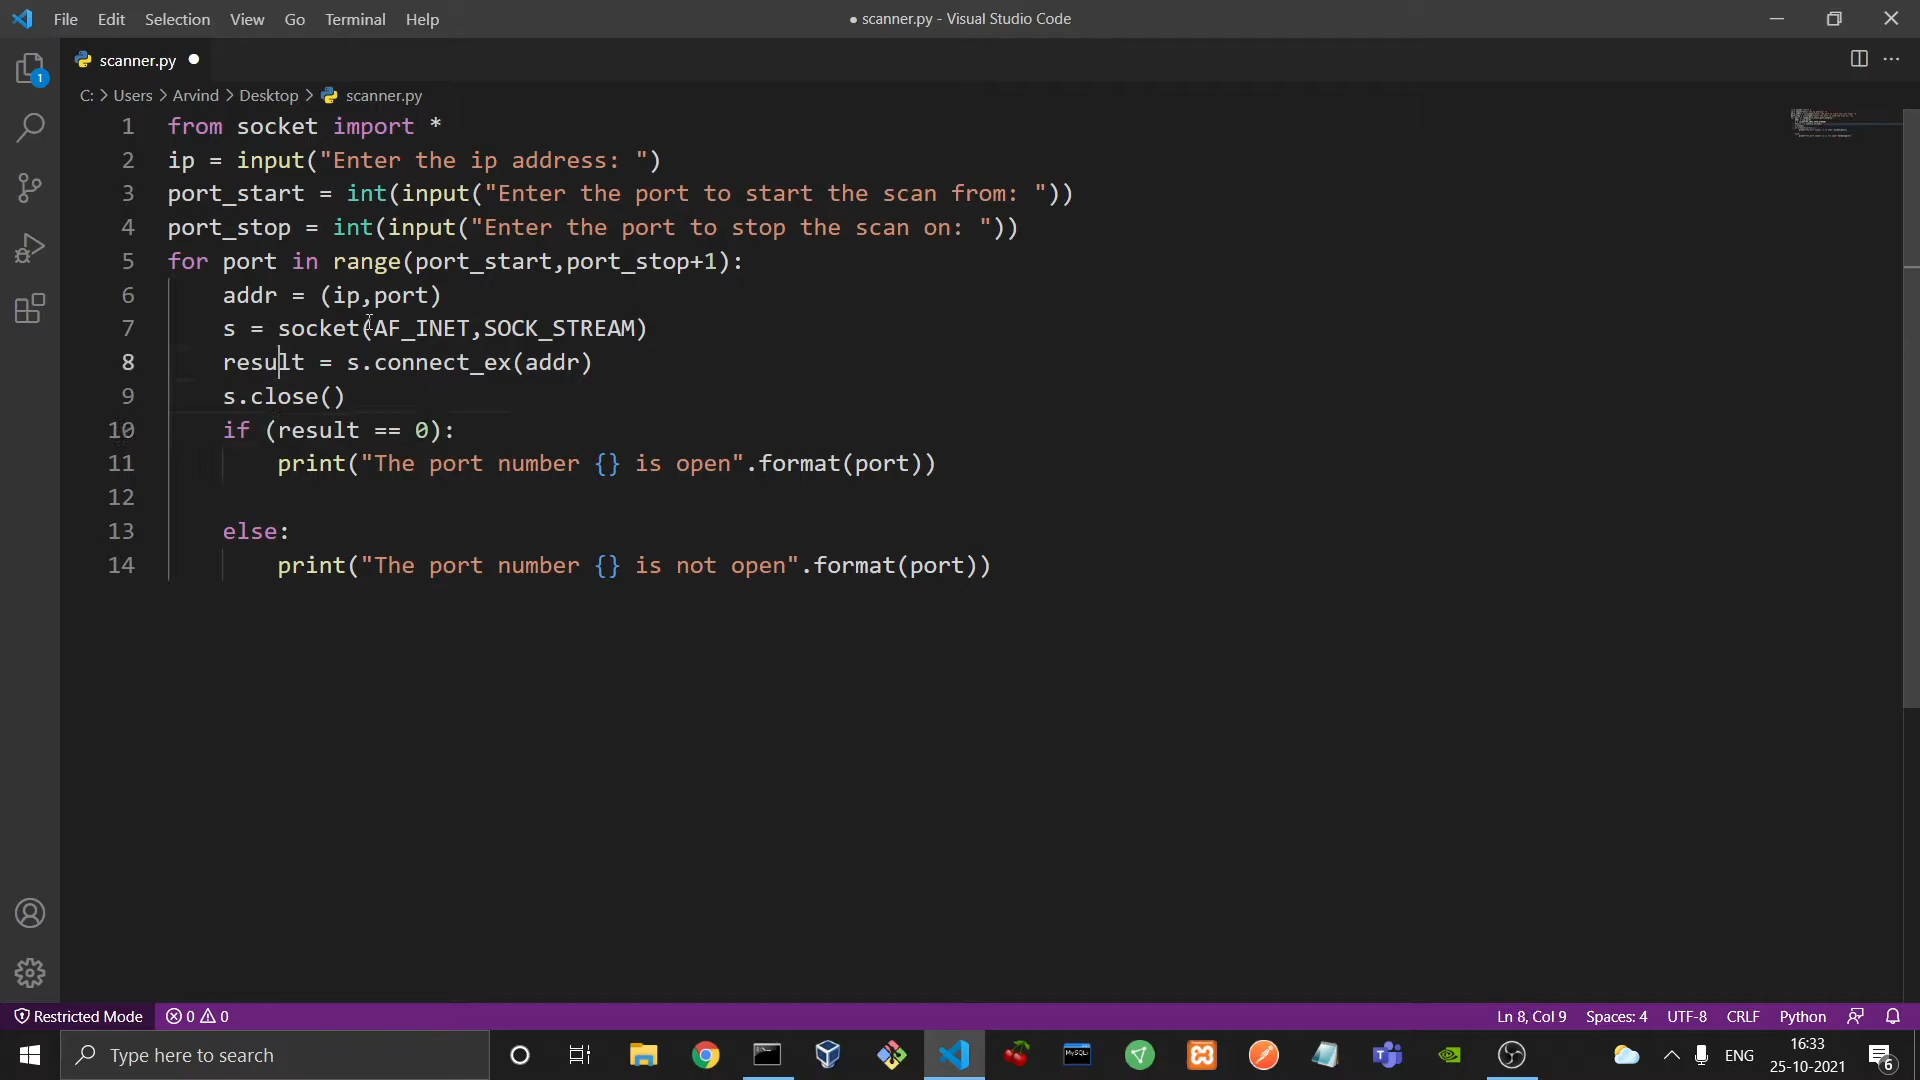 File Edit Selection View Go Terminal Help
● scanner.py - Visual Studio Code
scanner.py
1
C: > Users > Arvind > Desktop > scanner.py
1 from socket import *
2 ip = input("Enter the ip address: ")
3 port_start = int(input("Enter the port to start the scan from: "))
4 port_stop = int(input("Enter the port to stop the scan on: "))
5 for port in range(port_start,port_stop+1):
6 addr = (ip,port)
7 s = socket(AF_INET,SOCK_STREAM)
8 result = s.connect_ex(addr)
9 s.close()
10 if (result == 0):
11 print("The port number {} is open".format(port))
12
13 else:
14 print("The port number {} is not open".format(port))
Restricted Mode 0 0 Ln 8, Col 9 Spaces: 4 UTF-8 CRLF Python
Type here to search
MySQL
ENG
16:33
25-10-2021
6